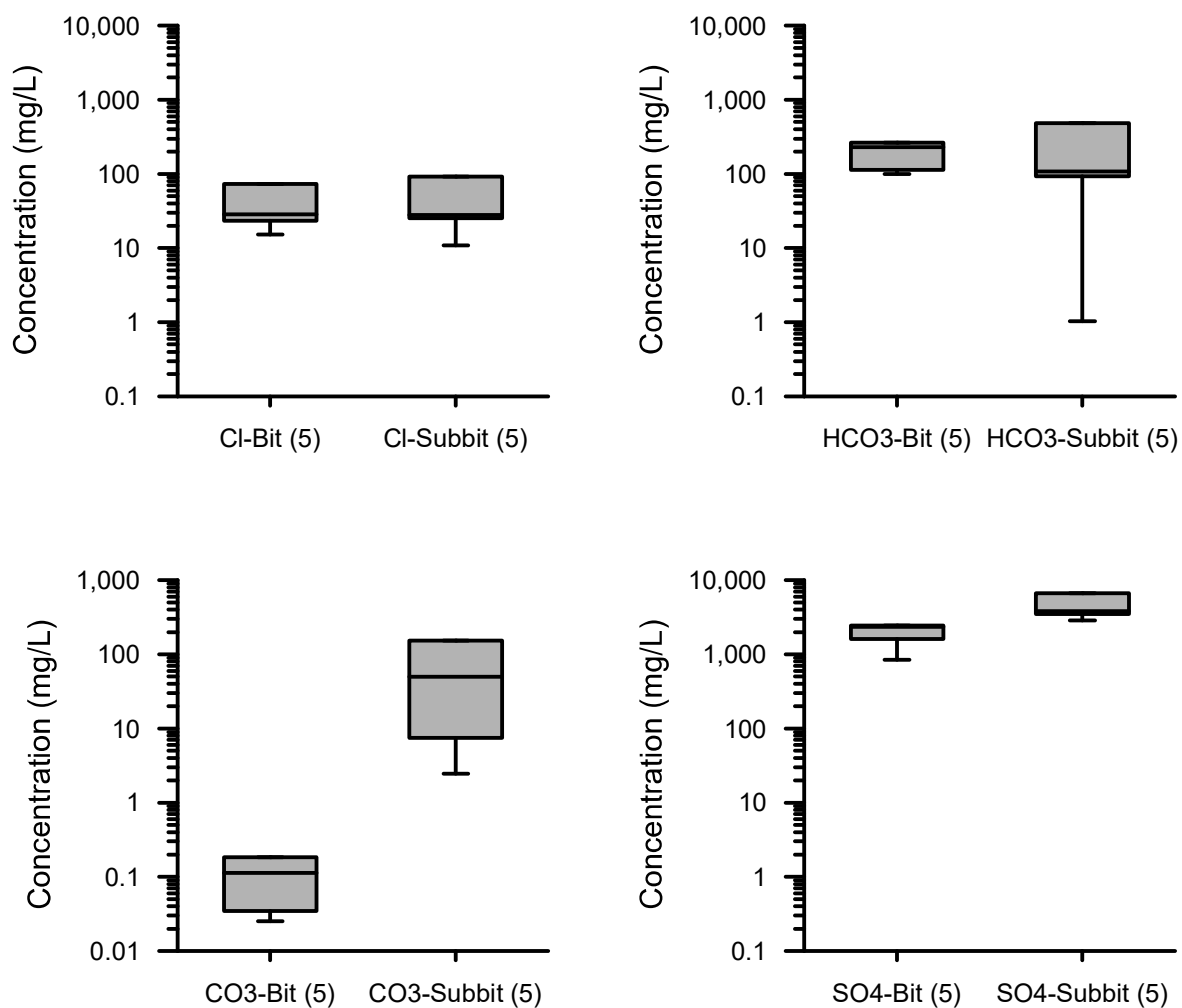 Concentration (mg/L)
10,000
1,000
100
10
1
0.1
Cl-Bit (5)
Cl-Subbit (5)
Concentration (mg/L)
10,000
1,000
100
10
1
0.1
HCO3-Bit (5)
HCO3-Subbit (5)
Concentration (mg/L)
1,000
100
10
1
0.1
0.01
CO3-Bit (5)
CO3-Subbit (5)
Concentration (mg/L)
10,000
1,000
100
10
1
0.1
SO4-Bit (5)
SO4-Subbit (5)